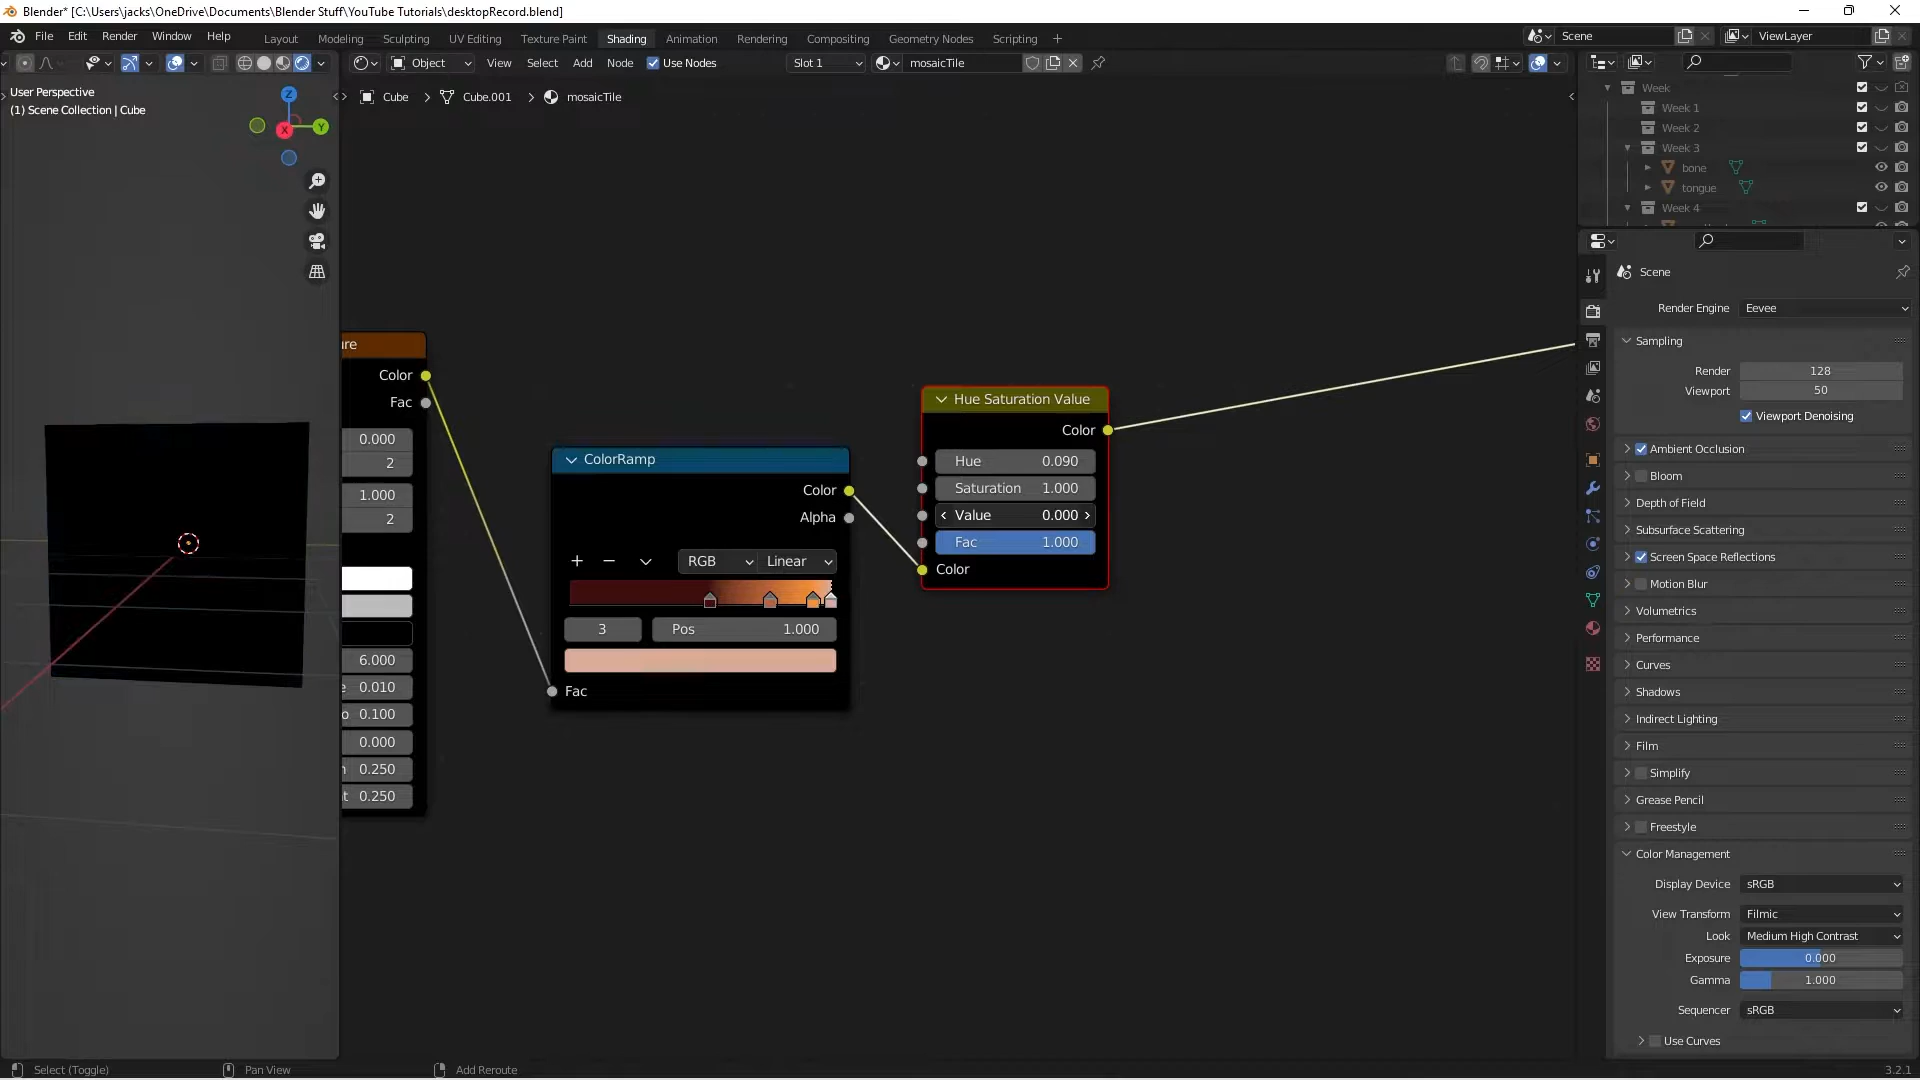 Blender* [C:\Users\jacks\OneDrive\Documents\Blender Stuff\YouTube Tutorials\desktopRecord.blend]
File Edit Render Window Help Layout Modeling Sculpting UV Editing Texture Paint Shading Animation Rendering Compositing Geometry Nodes Scripting + Scene ViewLayer
Object View Select Add Node Use Nodes Slot 1 mosaicTile
User Perspective
(1) Scene Collection | Cube
Cube > Cube.001 > mosaicTile
Z
Y
X
ure
Color
Fac
0.000
2
1.000
2
6.000
e 0.010
o 0.100
0.000
n 0.250
t 0.250
ColorRamp
Color
Alpha
+ − RGB Linear
3 Pos 1.000
Fac
Hue Saturation Value
Color
Hue 0.090
Saturation 1.000
Value 0.000
Fac 1.000
Color
Week
Week 1
Week 2
Week 3
bone
tongue
Week 4
Scene
Render Engine Eevee
Sampling
Render 128
Viewport 50
Viewport Denoising
Ambient Occlusion
Bloom
Depth of Field
Subsurface Scattering
Screen Space Reflections
Motion Blur
Volumetrics
Performance
Curves
Shadows
Indirect Lighting
Film
Simplify
Grease Pencil
Freestyle
Color Management
Display Device sRGB
View Transform Filmic
Look Medium High Contrast
Exposure 0.000
Gamma 1.000
Sequencer sRGB
Use Curves
Select (Toggle) Pan View Add Reroute 3.2.1